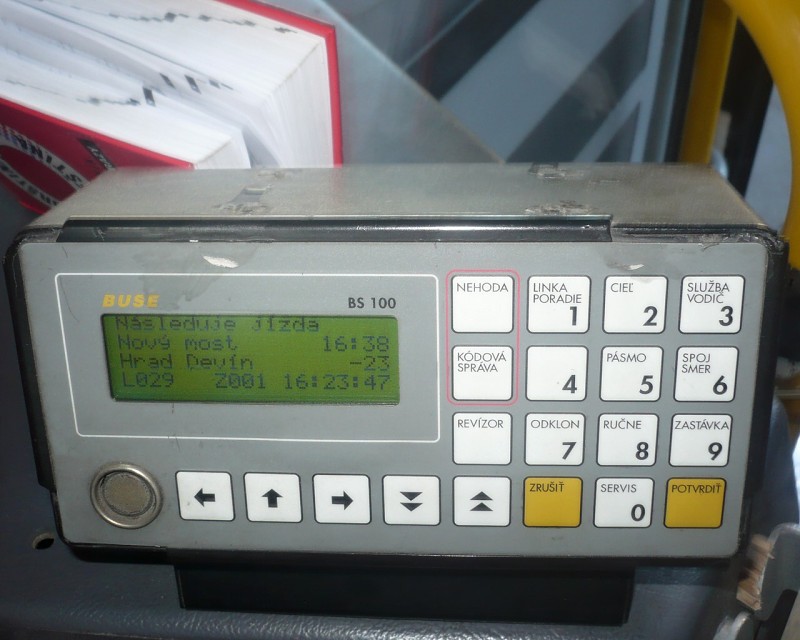 BUSE
BS 100
Následuje jízda
Nový most 16:38
Hrad Devín -23
L029 Z001 16:23:47
NEHODA
LINKA
PORADIE
1
CIEĽ
2
SLUŽBA
VODIČ
3
KÓDOVÁ
SPRÁVA
4
PÁSMO
5
SPOJ
SMER
6
REVÍZOR
ODKLON
7
RUČNE
8
ZASTÁVKA
9
ZRUŠIŤ
SERVIS
0
POTVRDIŤ